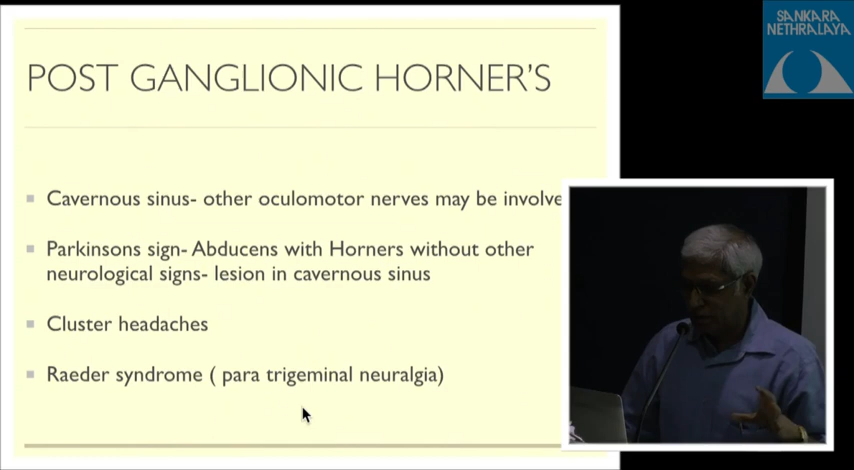 SANKARA
NETHRALAYA
POST GANGLIONIC HORNER'S
Cavernous sinus- other oculomotor nerves may be involve
Parkinsons sign- Abducens with Horners without other
neurological signs- lesion in cavernous sinus
Cluster headaches
Raeder syndrome ( para trigeminal neuralgia)